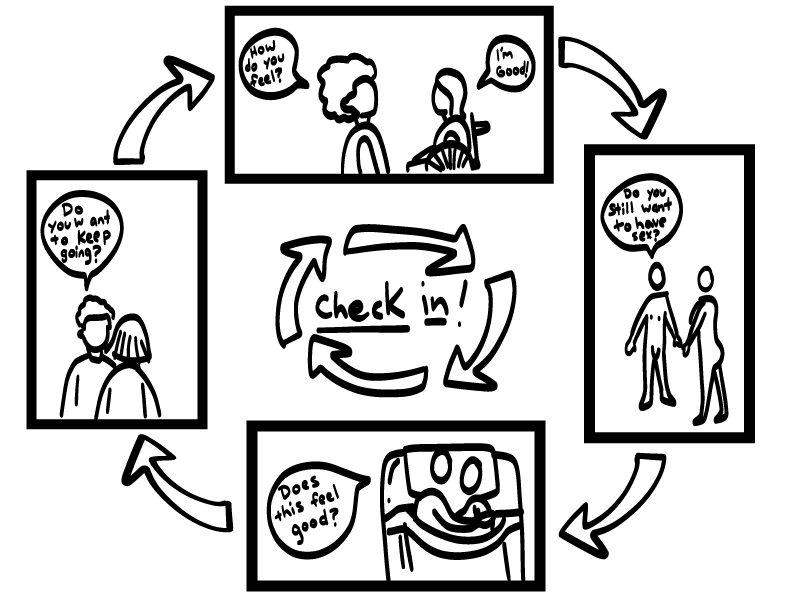 How
do you
feel?
I'm
Good!
Do you
Still want
to have
sex?
Does
this feel
good?
Do
you want
to keep
going?
check in!